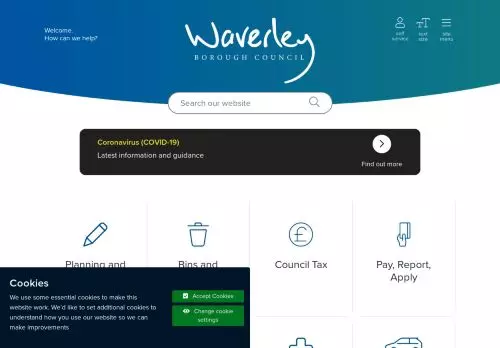 Welcome.
How can we help?
Waverley
BOROUGH COUNCIL
self
service
text
size
site
menu
Search our website
Coronavirus (COVID-19)
Latest information and guidance
Find out more
Planning and
Bins and
Council Tax
Pay, Report,
Apply
Cookies
We use some essential cookies to make this
website work. We'd like to set additional cookies to
understand how you use our website so we can
make improvements
Accept Cookies
Change cookie
settings